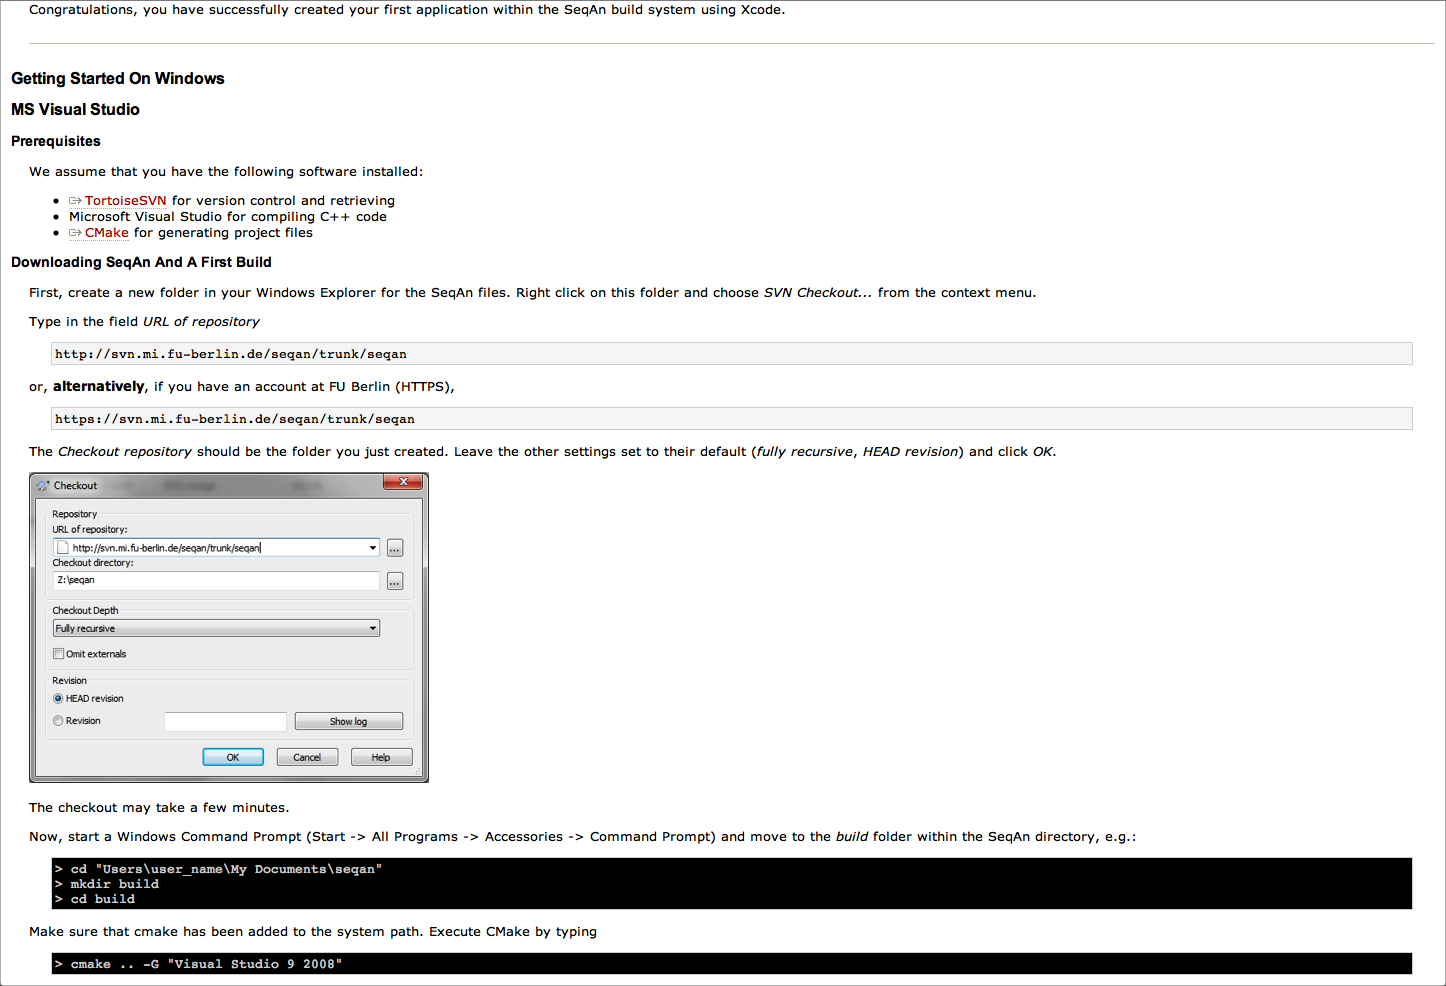 Congratulations, you have successfully created your first application within the SeqAn build system using Xcode.
Getting Started On Windows
MS Visual Studio
Prerequisites
We assume that you have the following software installed:
TortoiseSVN for version control and retrieving
Microsoft Visual Studio for compiling C++ code
CMake for generating project files
Downloading SeqAn And A First Build
First, create a new folder in your Windows Explorer for the SeqAn files. Right click on this folder and choose SVN Checkout... from the context menu.
Type in the field URL of repository
http://svn.mi.fu-berlin.de/seqan/trunk/seqan
or, alternatively, if you have an account at FU Berlin (HTTPS),
https://svn.mi.fu-berlin.de/seqan/trunk/seqan
The Checkout repository should be the folder you just created. Leave the other settings set to their default (fully recursive, HEAD revision) and click OK.
Checkout
Repository
URL of repository:
http://svn.mi.fu-berlin.de/seqan/trunk/seqan
...
Checkout directory:
Z:\seqan
...
Checkout Depth
Fully recursive
Omit externals
Revision
HEAD revision
Revision
Show log
OK Cancel Help
The checkout may take a few minutes.
Now, start a Windows Command Prompt (Start -> All Programs -> Accessories -> Command Prompt) and move to the build folder within the SeqAn directory, e.g.:
> cd "Users\user_name\My Documents\seqan"
> mkdir build
> cd build
Make sure that cmake has been added to the system path. Execute CMake by typing
> cmake .. -G "Visual Studio 9 2008"